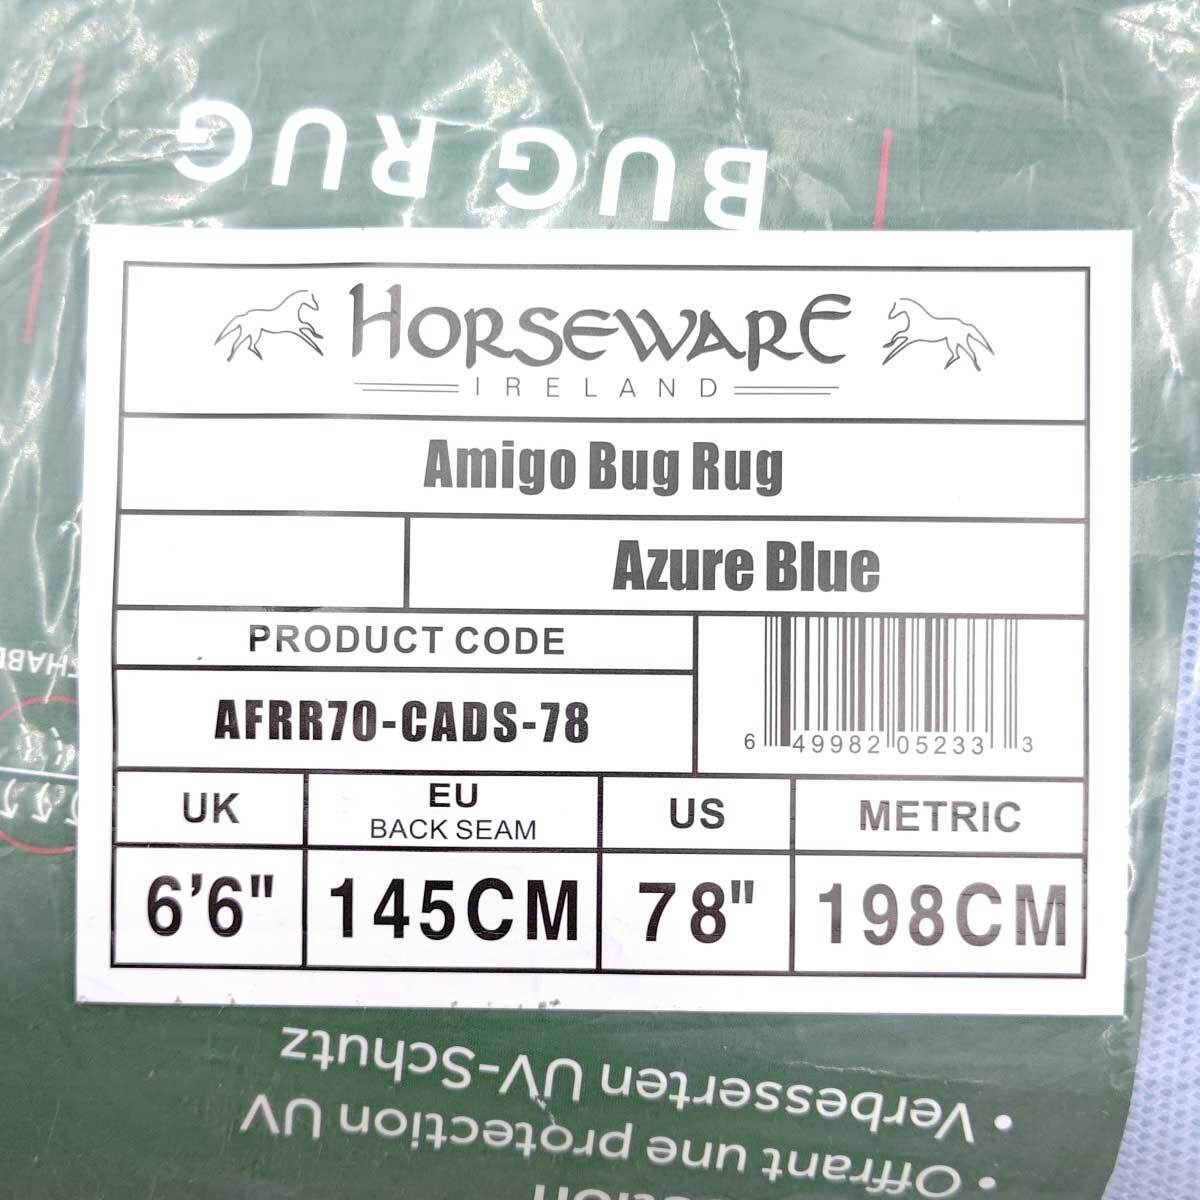 BUG RUG
HORSEWARE
IRELAND
Amigo Bug Rug
Azure Blue
PRODUCT CODE
AFRR70-CADS-78
6 49982 05233 3
UK
EU
BACK SEAM
US
METRIC
6'6"
145CM
78"
198CM
• Offrant une protection UV
• Verbesserten UV-Schutz